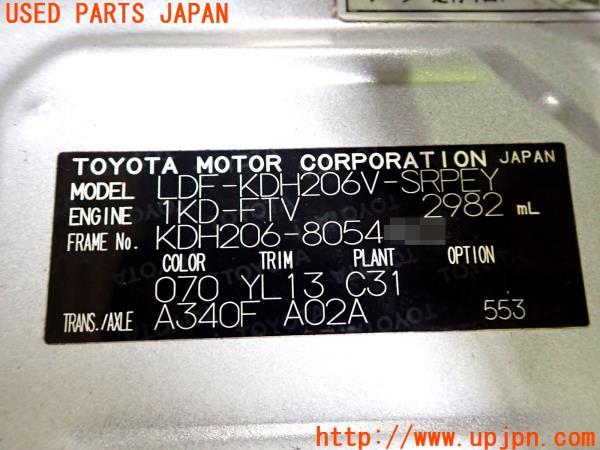 USED PARTS JAPAN
TOYOTA MOTOR CORPORATION JAPAN
MODEL LDF-KDH206V-SRPEY
ENGINE 1KD-FTV 2982 mL
FRAME No. KDH206-8054
COLOR TRIM PLANT OPTION
070 YL13 C31
TRANS./AXLE A340F A02A 553
http://www.upjpn.com